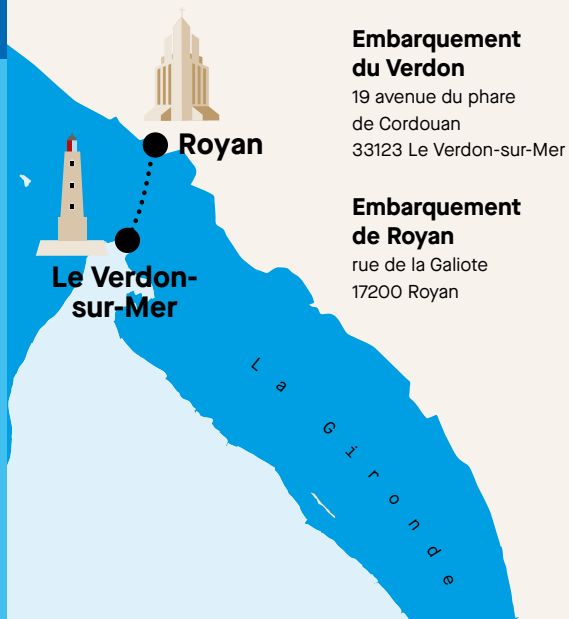 Embarquement
du Verdon
19 avenue du phare
de Cordouan
33123 Le Verdon-sur-Mer
Embarquement
de Royan
rue de la Galiote
17200 Royan
Royan
Le Verdon-
sur-Mer
La Gironde